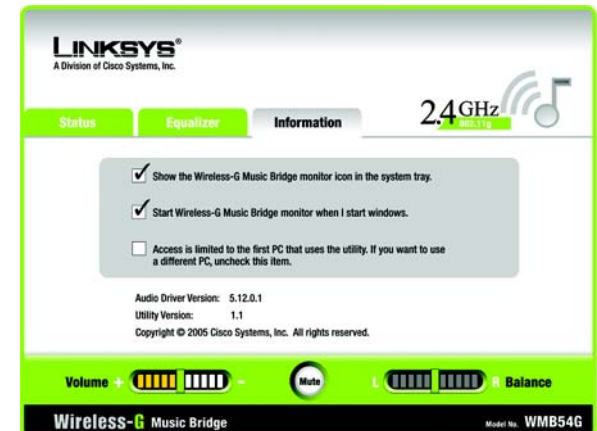 LINKSYS®
A Division of Cisco Systems, Inc.
2.4 GHz
802.11g
Status
Equalizer
Information
Show the Wireless-G Music Bridge monitor icon in the system tray.
Start Wireless-G Music Bridge monitor when I start windows.
Access is limited to the first PC that uses the utility. If you want to use
a different PC, uncheck this item.
Audio Driver Version: 5.12.0.1
Utility Version: 1.1
Copyright © 2005 Cisco Systems, Inc. All rights reserved.
Volume + - Mute L R Balance
Wireless-G Music Bridge Model No. WMB54G